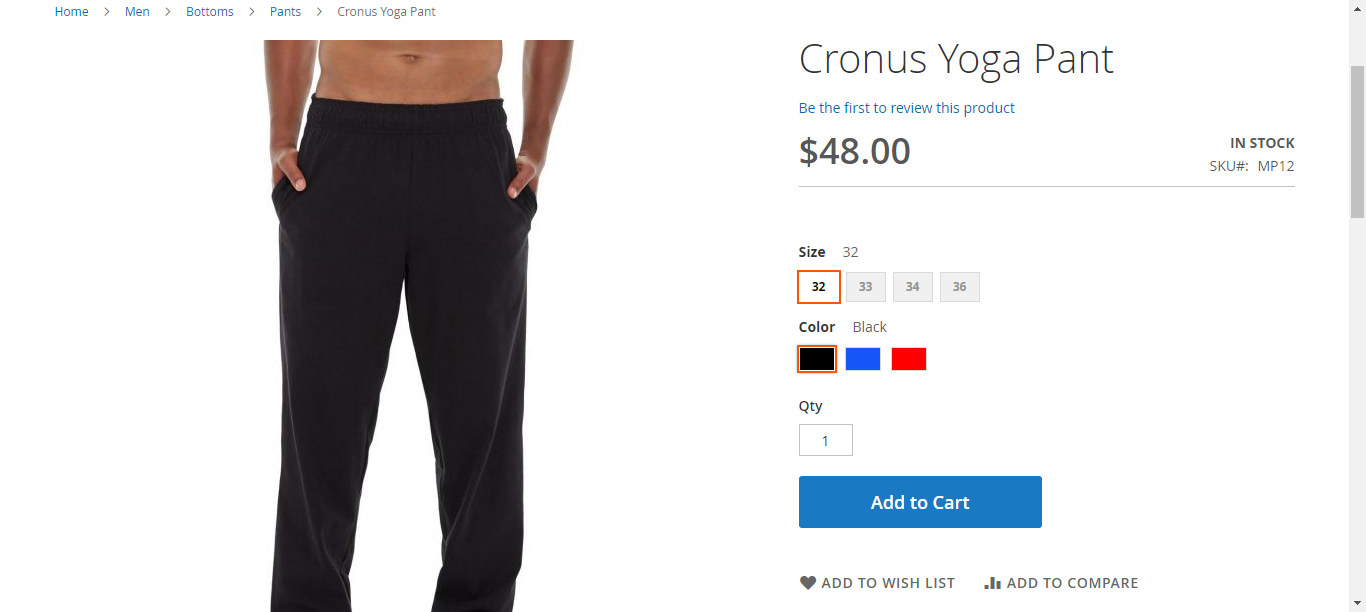 Home > Men > Bottoms > Pants > Cronus Yoga Pant
Cronus Yoga Pant
Be the first to review this product
$48.00
IN STOCK
SKU#: MP12
Size 32
32 33 34 36
Color Black
Qty
1
Add to Cart
ADD TO WISH LIST ADD TO COMPARE